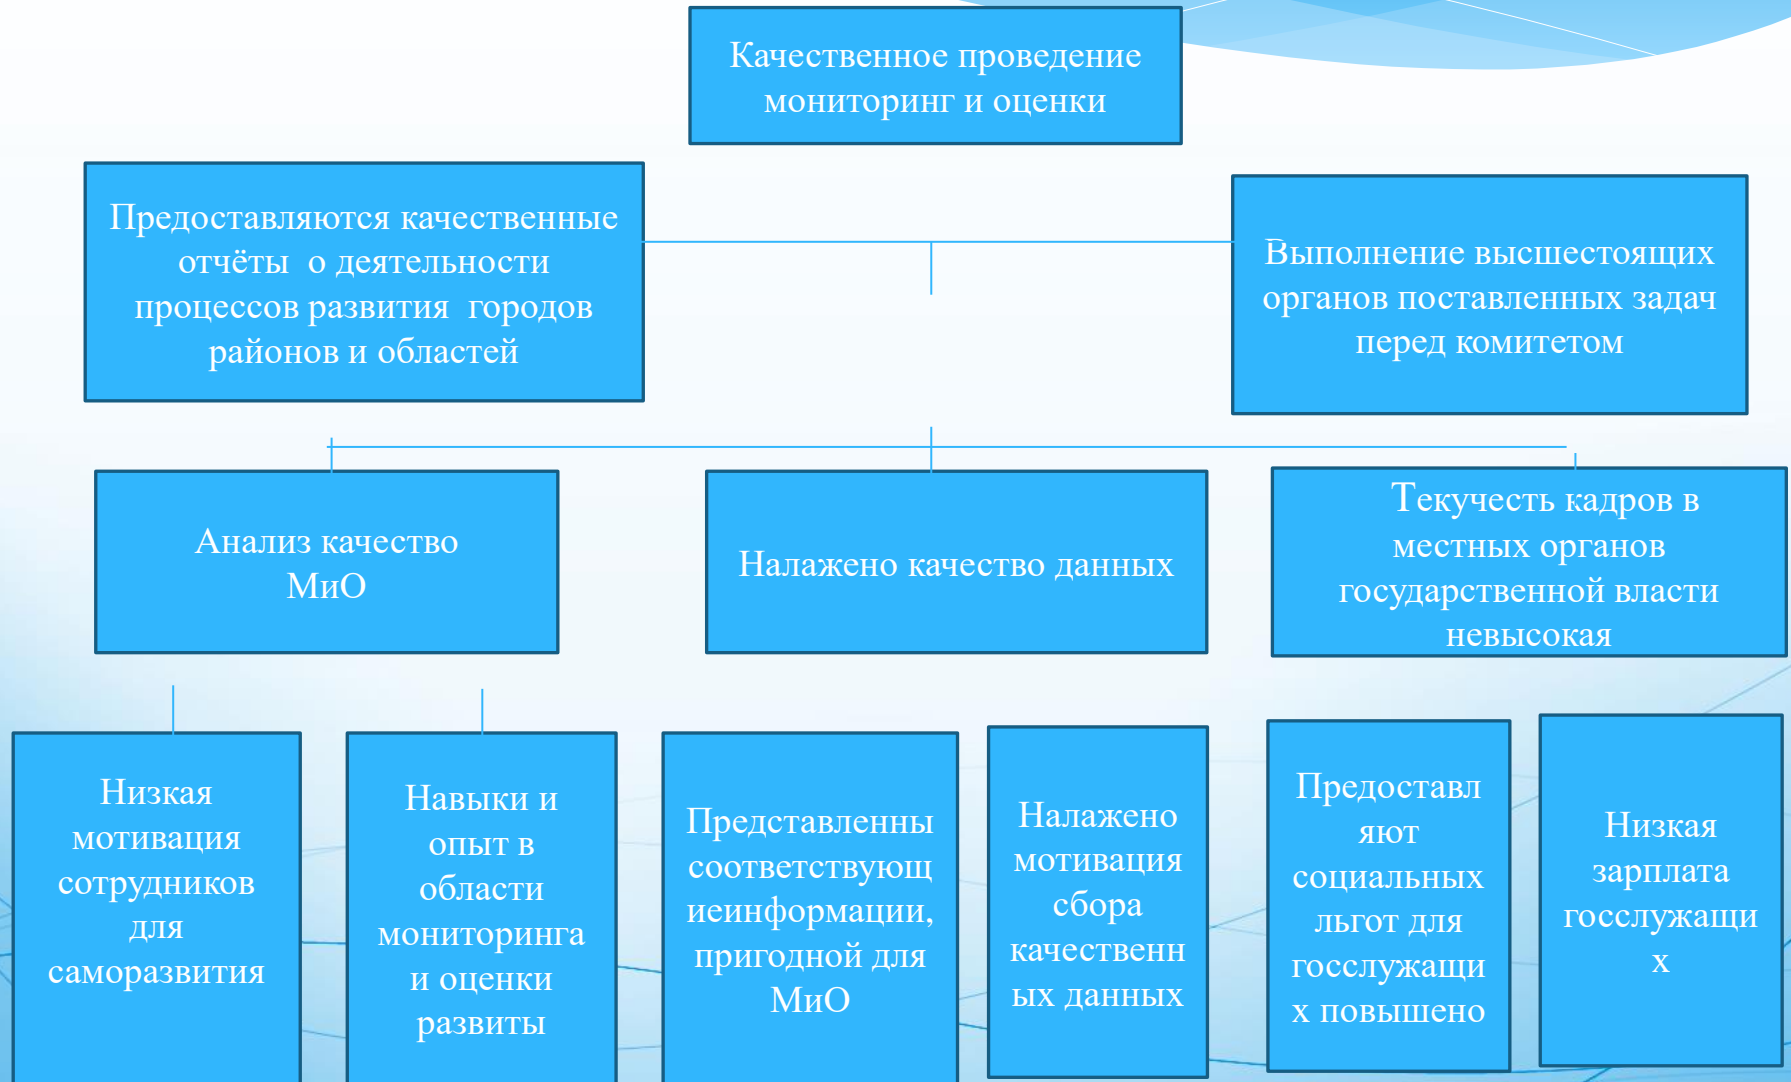 Качественное проведение
мониторинг и оценки
Предоставляются качественные
отчёты о деятельности
процессов развития городов
районов и областей
Выполнение высшестоящих
органов поставленных задач
перед комитетом
Анализ качество
МиО
Налажено качество данных
Текучесть кадров в
местных органов
государственной власти
невысокая
Низкая
мотивация
сотрудников
для
саморазвития
Навыки и
опыт в
области
мониторинга
и оценки
развиты
Представленны
соответствующ
иеинформации,
пригодной для
МиО
Налажено
мотивация
сбора
качественн
ых данных
Предоставл
яют
социальных
льгот для
госслужащи
х повышено
Низкая
зарплата
госслужащи
х